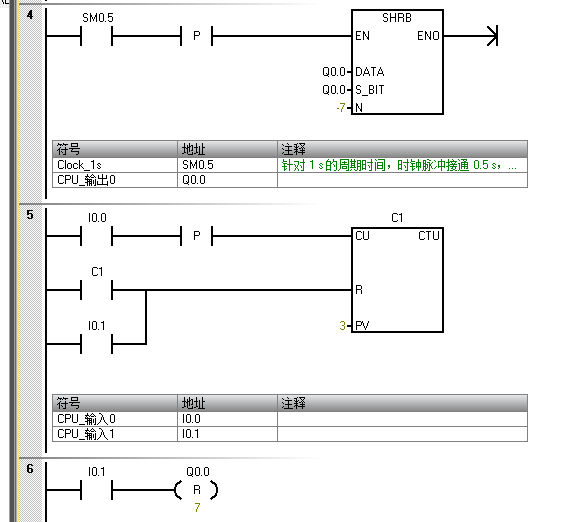 4
SM0.5
P
SHRB
EN ENO
Q0.0 DATA
Q0.0 S_BIT
-7 N
符号 地址 注释
Clock_1s SM0.5 针对 1 s 的周期时间，时钟脉冲接通 0.5 s，...
CPU_输出0 Q0.0
5
I0.0
P
C1
CU CTU
C1
R
I0.1
3 PV
符号 地址 注释
CPU_输入0 I0.0
CPU_输入1 I0.1
6
I0.1 Q0.0
R
7